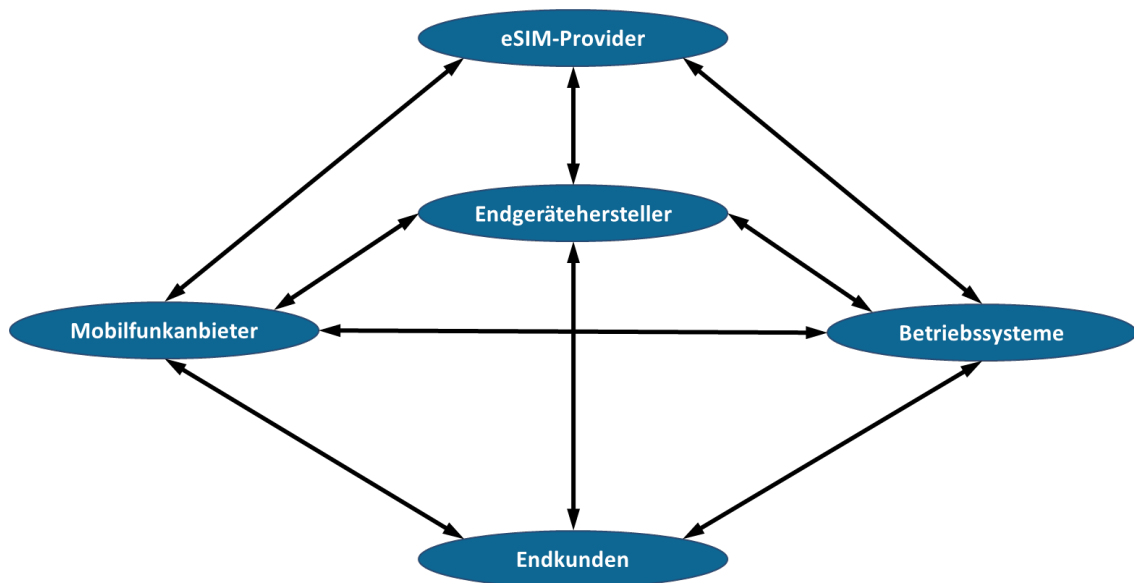 eSIM-Provider
Endgerätehersteller
Mobilfunkanbieter
Betriebssysteme
Endkunden